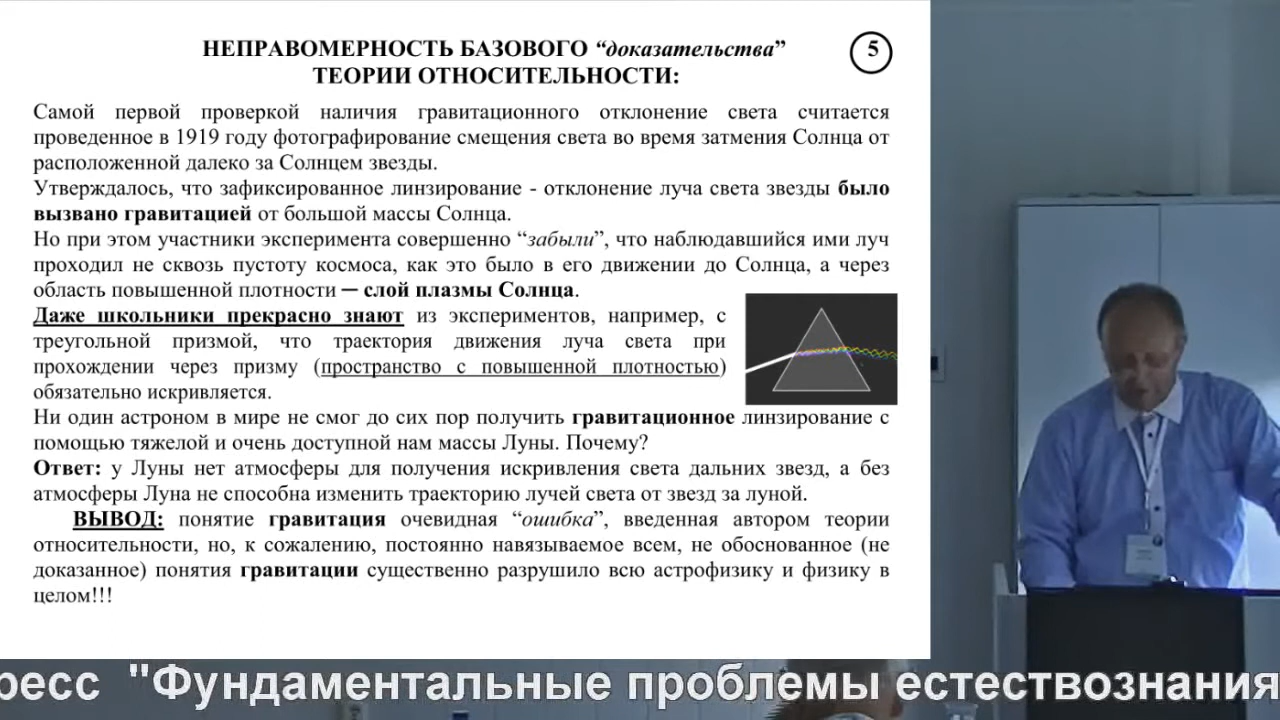 НЕПРАВОМЕРНОСТЬ БАЗОВОГО “доказательства”
ТЕОРИИ ОТНОСИТЕЛЬНОСТИ:
5
Самой первой проверкой наличия гравитационного отклонение света считается
проведенное в 1919 году фотографирование смещения света во время затмения Солнца от
расположенной далеко за Солнцем звезды.
Утверждалось, что зафиксированное линзирование - отклонение луча света звезды было
вызвано гравитацией от большой массы Солнца.
Но при этом участники эксперимента совершенно “забыли”, что наблюдавшийся ими луч
проходил не сквозь пустоту космоса, как это было в его движении до Солнца, а через
область повышенной плотности ─ слой плазмы Солнца.
Даже школьники прекрасно знают из экспериментов, например, с
треугольной призмой, что траектория движения луча света при
прохождении через призму (пространство с повышенной плотностью)
обязательно искривляется.
Ни один астроном в мире не смог до сих пор получить гравитационное линзирование с
помощью тяжелой и очень доступной нам массы Луны. Почему?
Ответ: у Луны нет атмосферы для получения искривления света дальних звезд, а без
атмосферы Луна не способна изменить траекторию лучей света от звезд за луной.
ВЫВОД: понятие гравитация очевидная “ошибка”, введенная автором теории
относительности, но, к сожалению, постоянно навязываемое всем, не обоснованное (не
доказанное) понятия гравитации существенно разрушило всю астрофизику и физику в
целом!!!
ресс "Фундаментальные проблемы естествознания